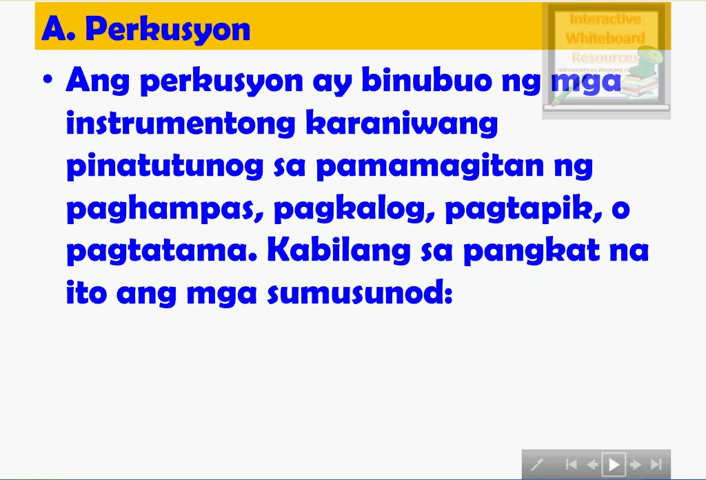 A. Perkusyon
Interactive
Whiteboard
Resources
• Ang perkusyon ay binubuo ng mga
instrumentong karaniwang
pinatutunog sa pamamagitan ng
paghampas, pagkalog, pagtapik, o
pagtatama. Kabilang sa pangkat na
ito ang mga sumusunod: